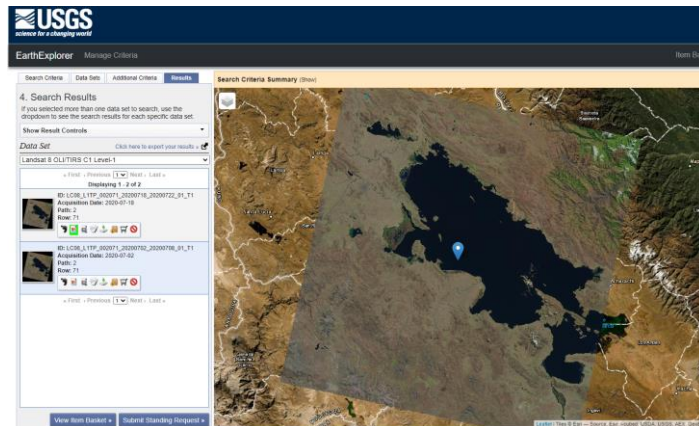 USGS
science for a changing world
EarthExplorer
Manage Criteria
Item Ba
Search Criteria
Data Sets
Additional Criteria
Results
Search Criteria Summary (Show)
4. Search Results
If you selected more than one data set to search, use the
dropdown to see the search results for each specific data set.
Show Result Controls
Data Set
Click here to export your results »
Landsat 8 OLI/TIRS C1 Level-1
« First ‹ Previous 1 Next › Last »
Displaying 1 - 2 of 2
ID: LC08_L1TP_002071_20200718_20200722_01_T1
Acquisition Date: 2020-07-18
Path: 2
Row: 71
ID: LC08_L1TP_002071_20200702_20200708_01_T1
Acquisition Date: 2020-07-02
Path: 2
Row: 71
« First ‹ Previous 1 Next › Last »
View Item Basket »
Submit Standing Request »